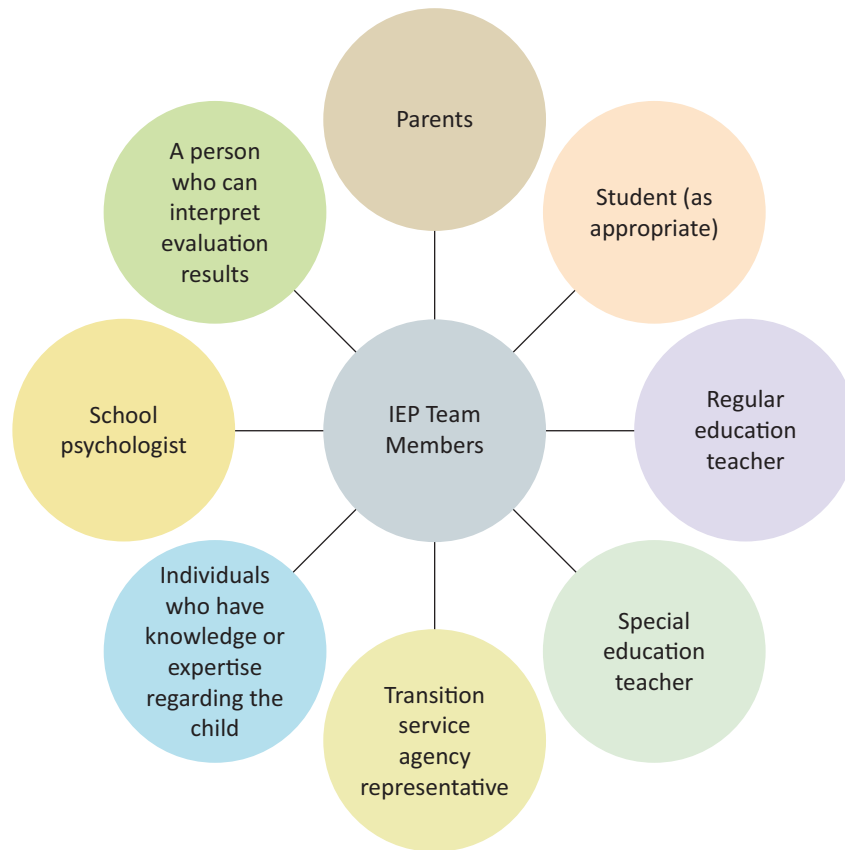 Parents
Student (as
appropriate)
Regular
education
teacher
Special
education
teacher
Transition
service
agency
representative
Individuals
who have
knowledge or
expertise
regarding the
child
School
psychologist
A person
who can
interpret
evaluation
results
IEP Team
Members